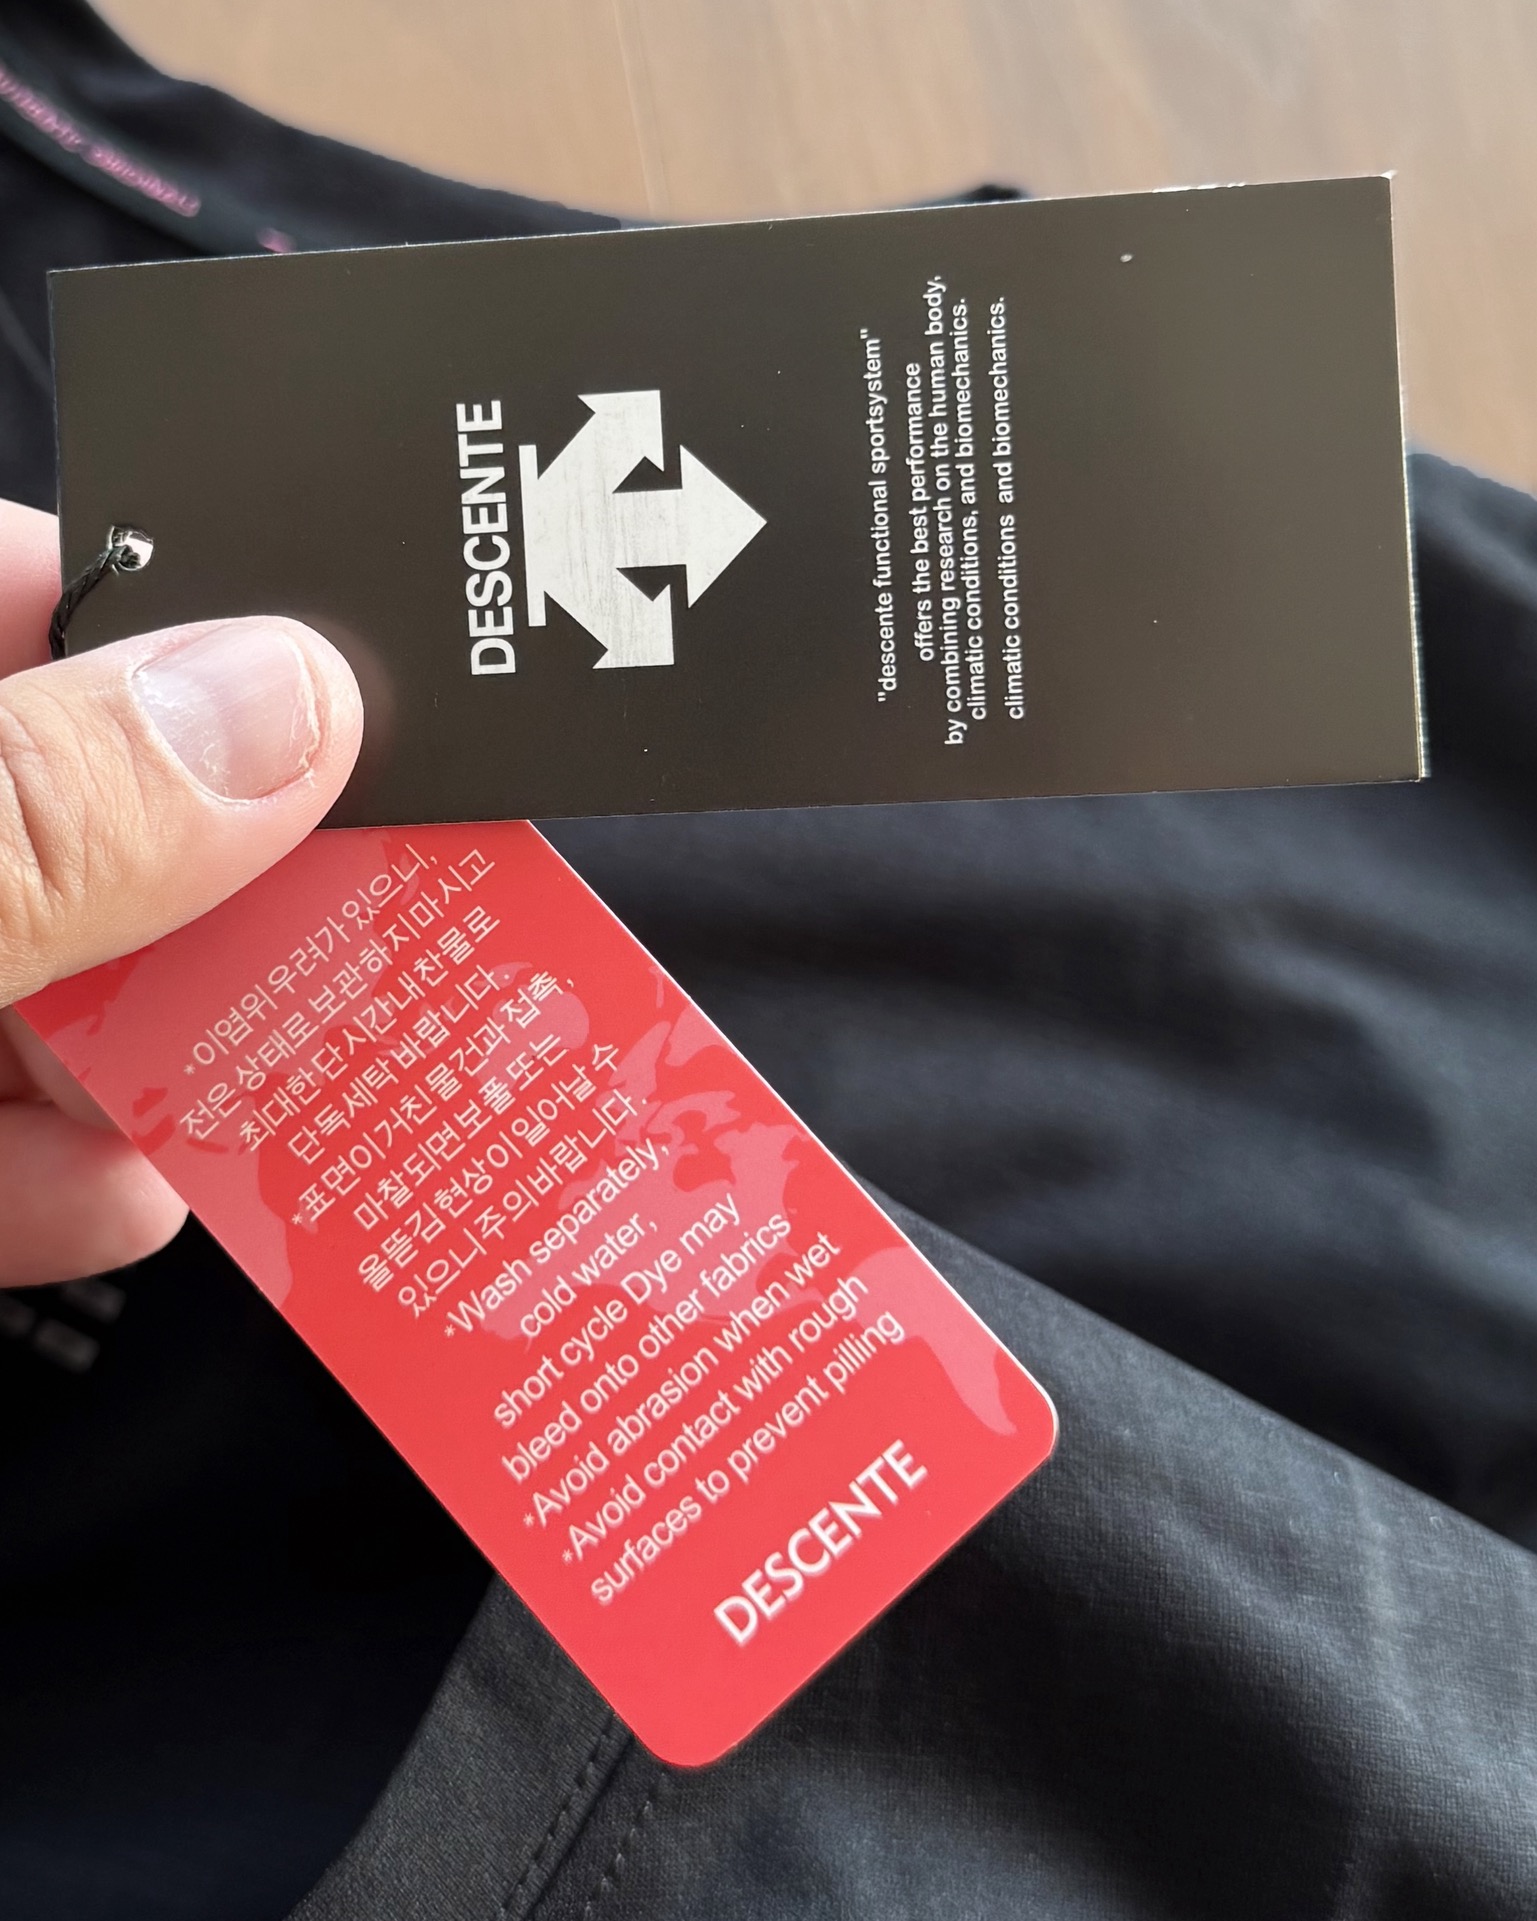 DESCENTE
"descente functional sportsystem"
offers the best performance
by combining research on the human body,
climatic conditions, and biomechanics.
climatic conditions and biomechanics.
*이염위우려가있으니,
전은상태로보관하지마시고
최대한단시간내찬물로
단독세탁바랍니다.
*표면이거친물건과접촉,
마찰되면보풀또는
올뜯김현상이일어날수
있으니주의바랍니다.
*Wash separately,
cold water,
short cycle Dye may
bleed onto other fabrics
*Avoid abrasion when wet
*Avoid contact with rough
surfaces to prevent pilling
DESCENTE